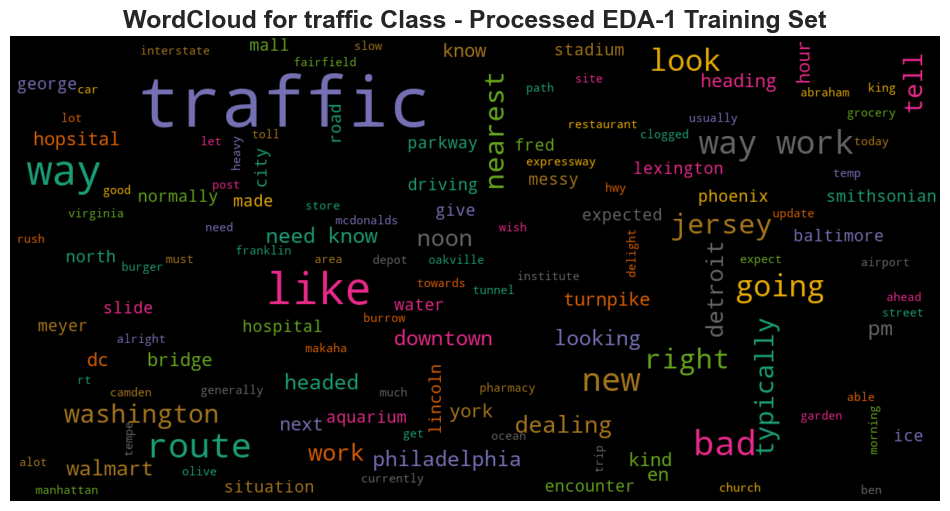 WordCloud for traffic Class - Processed EDA-1 Training Set
interstate
mall
slow
know
stadium
look
hour
tell
fairfield
george
car
traffic
nearest
path
site
heading
abraham
king
lot
hopsital
let
heavy
toll
road
parkway
fred
restaurant
clogged
usually
grocery
way work
today
way
good
post
city
driving
expressway
messy
hwy
lexington
temp
normally
made
store
give
phoenix
smithsonian
virginia
need
mcdonalds
wish
expected
jersey
update
baltimore
rush
north
burger
must
need know
franklin
area
noon
depot
oakville
delight
detroit
expect
airport
like
towards
tunnel
institute
going
ahead
street
slide
water
turnpike
meyer
alright
hospital
burrow
makaha
downtown
looking
pm
dc
bridge
right
typically
rt
camden
generally
headed
much
lincoln
pharmacy
new
able
washington
tempe
next
aquarium
york
get
ocean
dealing
garden
morning
ice
route
work
philadelphia
trip
bad
alot
walmart
olive
currently
kind
en
manhattan
situation
encounter
church
ben